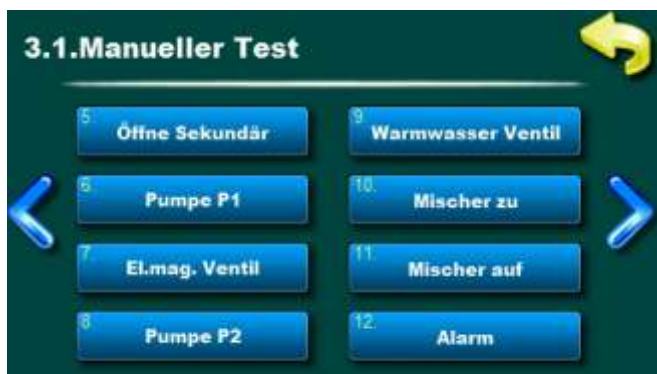 3.1.Manueller Test
5.
Öffne Sekundär
6.
Pumpe P1
7.
El.mag. Ventil
8.
Pumpe P2
9.
Warmwasser Ventil
10.
Mischer zu
11.
Mischer auf
12.
Alarm